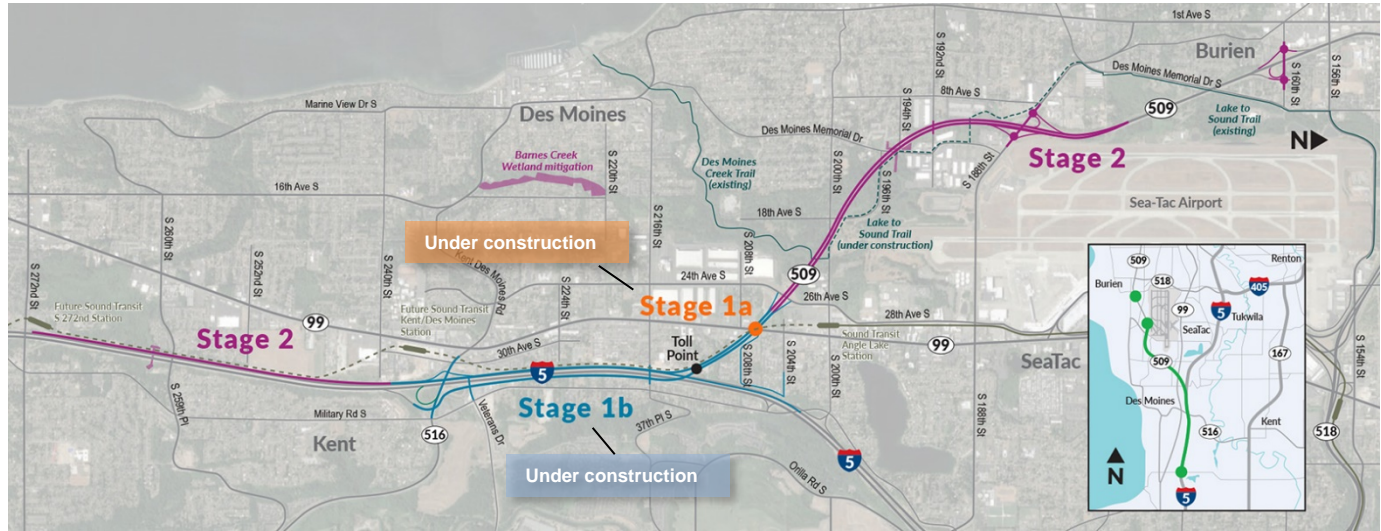 1st Ave S
Burien
S 156th St
S 160th St
Des Moines Memorial Dr S
S 192nd St
8th Ave S
S 194th St
509
Lake to
Sound Trail
(existing)
N
Marine View Dr S
Des Moines
Des Moines Memorial Dr
S 188th St
Stage 2
Barnes Creek
Wetland mitigation
S 220th St
Des Moines
Creek Trail
(existing)
S 200th St
S 196th St
16th Ave S
18th Ave S
Lake to
Sound Trail
(under construction)
Sea-Tac Airport
S 260th St
S 252nd St
S 240th St
S 216th St
S 208th St
Under construction
Kent Des Moines Rd
24th Ave S
509
26th Ave S
S 272nd St
Future Sound Transit
S 272nd Station
99
Future Sound Transit
Kent/Des Moines
Station
S 224th St
Stage 1a
28th Ave S
Stage 2
30th Ave S
Toll
Point
Sound Transit
Angle Lake
Station
99
SeaTac
S 154th St
5
S 208th St
S 204th St
S 200th St
S 259th Pl
Military Rd S
Stage 1b
Veterans Dr
37th Pl S
S 188th St
Kent
516
5
518
Under construction
Orilla Rd S
509
Renton
518
405
Burien
99
5
Tukwila
SeaTac
167
509
Des Moines
516
Kent
N
5